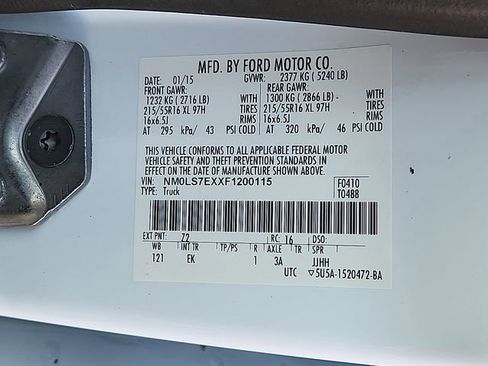 MFD. BY FORD MOTOR CO.
DATE: 01/15 GVWR: 2377 KG ( 5240 LB)
FRONT GAWR: REAR GAWR:
1232 KG ( 2716 LB) WITH 1300 KG ( 2866 LB) WITH
215/55R16 XL 97H TIRES 215/55R16 XL 97H TIRES
16x6.5J RIMS 16x6.5J RIMS
AT 295 kPa/ 43 PSI COLD AT 320 kPa/ 46 PSI COLD
THIS VEHICLE CONFORMS TO ALL APPLICABLE FEDERAL MOTOR
VEHICLE SAFETY AND THEFT PREVENTION STANDARDS IN
EFFECT ON THE DATE OF MANUFACTURE SHOWN ABOVE.
VIN: NM0LS7EXXF1200115 F0410
TYPE: Truck T0488
EXT PNT: Z2 RC: 16 DSO:
WB INT TR TP/PS R AXLE TR SPR
121 EK 1 3A JJHH
UTC ▽5U5A-1520472-BA